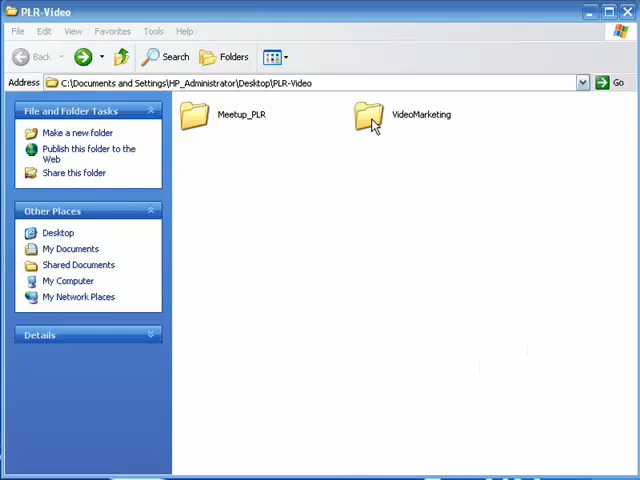 PLR-Video
File Edit View Favorites Tools Help
Back Search Folders
Address C:\Documents and Settings\HP_Administrator\Desktop\PLR-Video Go
File and Folder Tasks
Make a new folder
Publish this folder to the
Web
Share this folder
Other Places
Desktop
My Documents
Shared Documents
My Computer
My Network Places
Details
Meetup_PLR
VideoMarketing